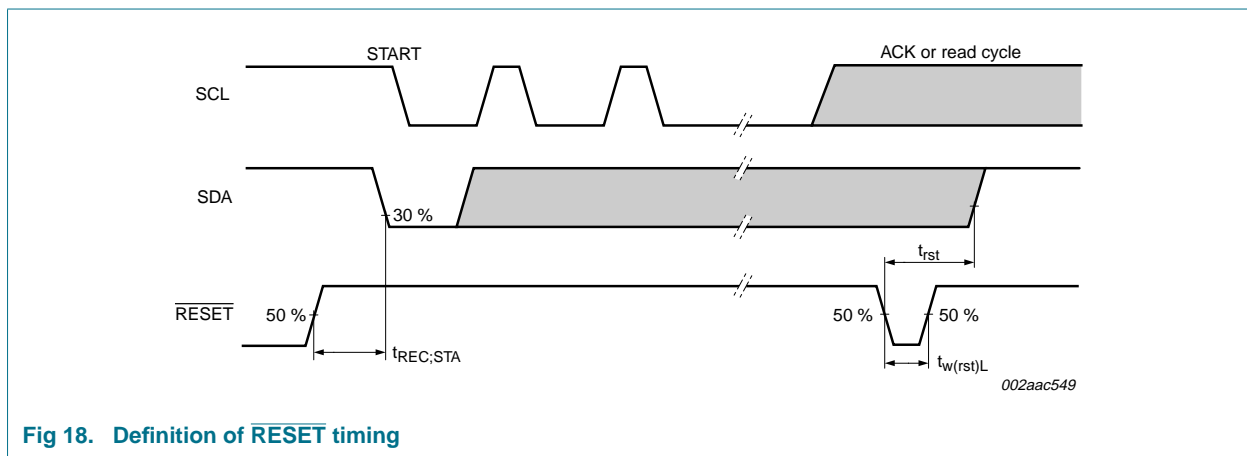 START
ACK or read cycle
SCL
SDA
30 %
t_rst
RESET
50 %
50 %
50 %
t_REC;STA
t_w(rst)L
002aac549
Fig 18. Definition of RESET timing